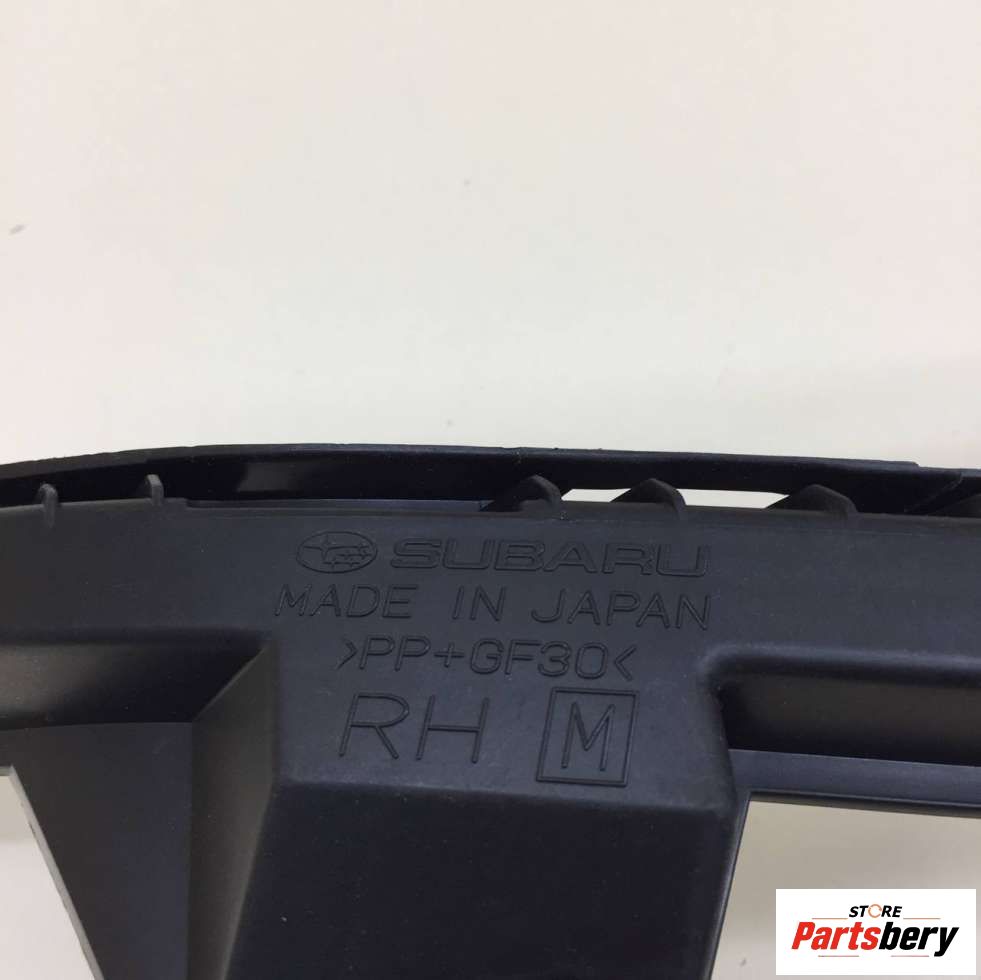 SUBARU
MADE IN JAPAN
>PP+GF30<
RH M
STORE
Partsbery